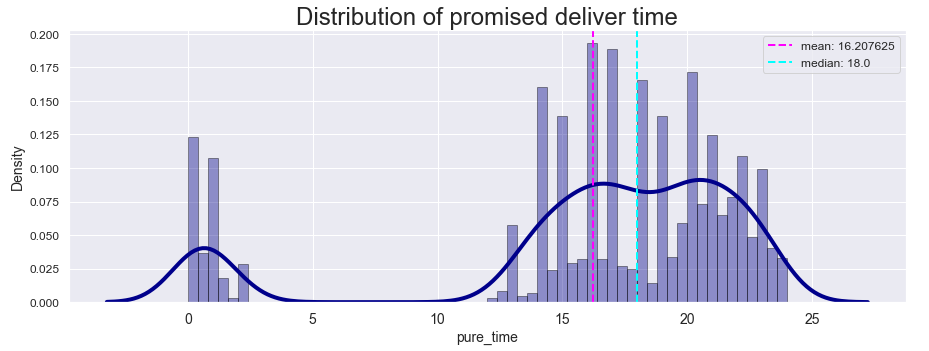 Distribution of promised deliver time
mean: 16.207625
median: 18.0
0.200
0.175
0.150
0.125
0.100
0.075
0.050
0.025
0.000
Density
0 5 10 15 20 25
pure_time